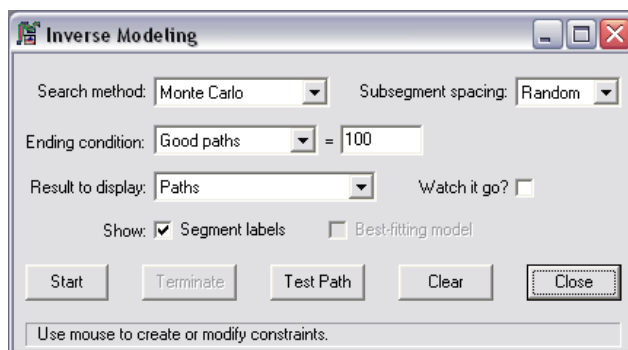 Inverse Modeling
Search method: Monte Carlo Subsegment spacing: Random
Ending condition: Good paths = 100
Result to display: Paths Watch it go?
Show: Segment labels Best-fitting model
Start Terminate Test Path Clear Close
Use mouse to create or modify constraints.